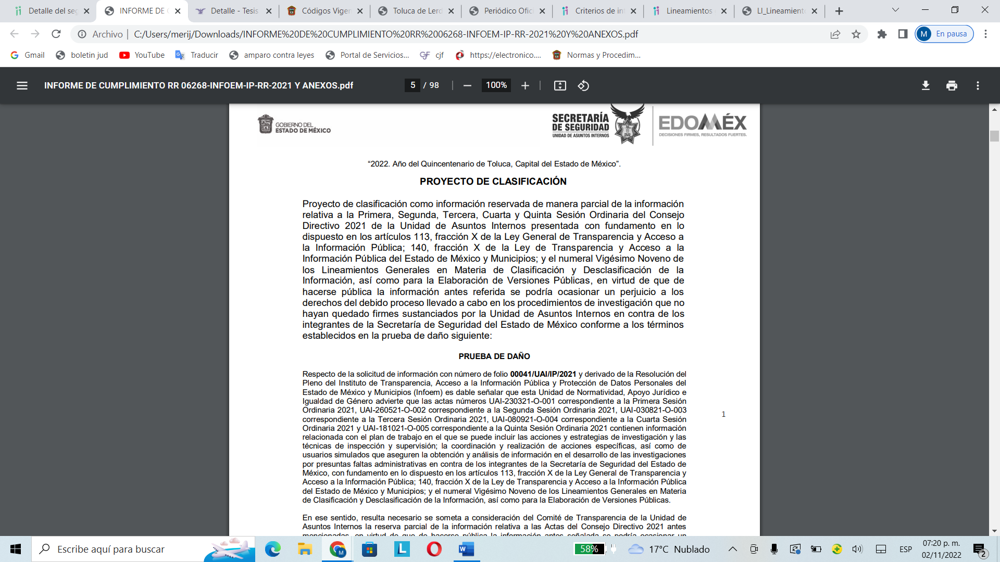 Detalle del seg
INFORME DE C
Detalle - Tesis
Códigos Vigen
Toluca de Lerd
Periódico Ofic
Criterios de int
Lineamientos
LI_Lineamiento
Archivo
C:/Users/merij/Downloads/INFORME%20DE%20CUMPLIMIENTO%20RR%2006268-INFOEM-IP-RR-2021%20Y%20ANEXOS.pdf
M En pausa
Gmail
boletin jud
YouTube
Traducir
amparo contra leyes
Portal de Servicios...
cjf
https://electronico....
Normas y Procedim...
INFORME DE CUMPLIMIENTO RR 06268-INFOEM-IP-RR-2021 Y ANEXOS.pdf
5 / 98
100%
GOBIERNO DEL
ESTADO DE MÉXICO
SECRETARÍA
DE SEGURIDAD
UNIDAD DE ASUNTOS INTERNOS
EDOMÉX
DECISIONES FIRMES, RESULTADOS FUERTES.
“2022. Año del Quincentenario de Toluca, Capital del Estado de México”.
PROYECTO DE CLASIFICACIÓN
Proyecto de clasificación como información reservada de manera parcial de la información
relativa a la Primera, Segunda, Tercera, Cuarta y Quinta Sesión Ordinaria del Consejo
Directivo 2021 de la Unidad de Asuntos Internos presentada con fundamento en lo
dispuesto en los artículos 113, fracción X de la Ley General de Transparencia y Acceso a
la Información Pública; 140, fracción X de la Ley de Transparencia y Acceso a la
Información Pública del Estado de México y Municipios; y el numeral Vigésimo Noveno de
los Lineamientos Generales en Materia de Clasificación y Desclasificación de la
Información, así como para la Elaboración de Versiones Públicas, en virtud de que de
hacerse pública la información antes referida se podría ocasionar un perjuicio a los
derechos del debido proceso llevado a cabo en los procedimientos de investigación que no
hayan quedado firmes sustanciados por la Unidad de Asuntos Internos en contra de los
integrantes de la Secretaría de Seguridad del Estado de México conforme a los términos
establecidos en la prueba de daño siguiente:
PRUEBA DE DAÑO
Respecto de la solicitud de información con número de folio 00041/UAI/IP/2021 y derivado de la Resolución del
Pleno del Instituto de Transparencia, Acceso a la Información Pública y Protección de Datos Personales del
Estado de México y Municipios (Infoem) es dable señalar que esta Unidad de Normatividad, Apoyo Jurídico e
Igualdad de Género advierte que las actas números UAI-230321-O-001 correspondiente a la Primera Sesión
Ordinaria 2021, UAI-260521-O-002 correspondiente a la Segunda Sesión Ordinaria 2021, UAI-030821-O-003
correspondiente a la Tercera Sesión Ordinaria 2021, UAI-080921-O-004 correspondiente a la Cuarta Sesión
Ordinaria 2021 y UAI-181021-O-005 correspondiente a la Quinta Sesión Ordinaria 2021 contienen información
relacionada con el plan de trabajo en el que se puede incluir las acciones y estrategias de investigación y las
técnicas de inspección y supervisión; la coordinación y realización de acciones específicas, así como de
usuarios simulados que aseguren la obtención y análisis de información en el desarrollo de las investigaciones
por presuntas faltas administrativas en contra de los integrantes de la Secretaría de Seguridad del Estado de
México, con fundamento en lo dispuesto en los artículos 113, fracción X de la Ley General de Transparencia y
Acceso a la Información Pública; 140, fracción X de la Ley de Transparencia y Acceso a la Información Pública
del Estado de México y Municipios; y el numeral Vigésimo Noveno de los Lineamientos Generales en Materia
de Clasificación y Desclasificación de la Información, así como para la Elaboración de Versiones Públicas.
1
En ese sentido, resulta necesario se someta a consideración del Comité de Transparencia de la Unidad de
Asuntos Internos la reserva parcial de la información relativa a las Actas del Consejo Directivo 2021 antes
mencionadas, en virtud de que de hacerse pública la información antes señalada se podría ocasionar un
Escribe aquí para buscar
58%
17°C Nublado
ESP
07:20 p. m.
02/11/2022
2